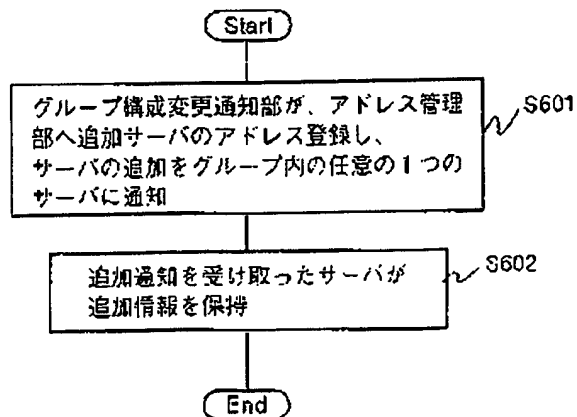 Start
グループ構成変更通知部が、アドレス管理
部へ追加サーバのアドレス登録し、
サーバの追加をグループ内の任意の1つの
サーバに通知
S601
追加通知を受け取ったサーバが
追加情報を保持
S602
End